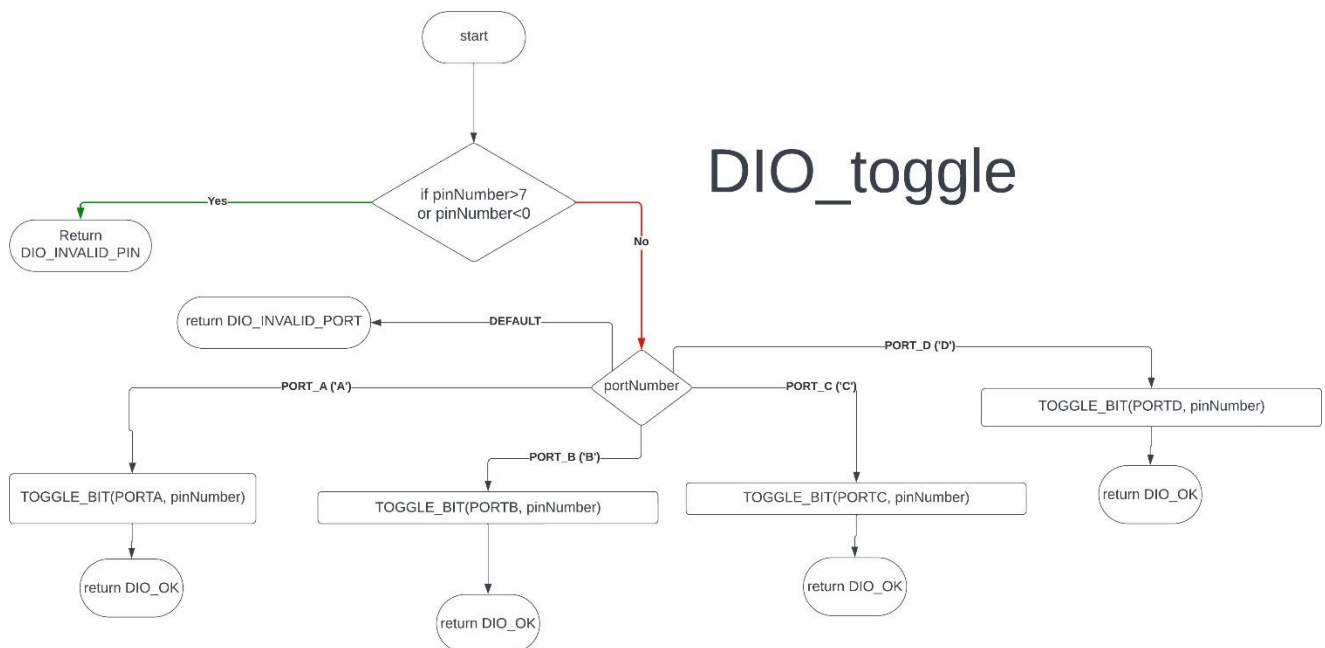 start
DIO_toggle
if pinNumber>7
or pinNumber<0
Yes
No
Return
DIO_INVALID_PIN
return DIO_INVALID_PORT
DEFAULT
PORT_D ('D')
portNumber
PORT_A ('A')
PORT_C ('C')
TOGGLE_BIT(PORTD, pinNumber)
PORT_B ('B')
TOGGLE_BIT(PORTA, pinNumber)
TOGGLE_BIT(PORTB, pinNumber)
TOGGLE_BIT(PORTC, pinNumber)
return DIO_OK
return DIO_OK
return DIO_OK
return DIO_OK